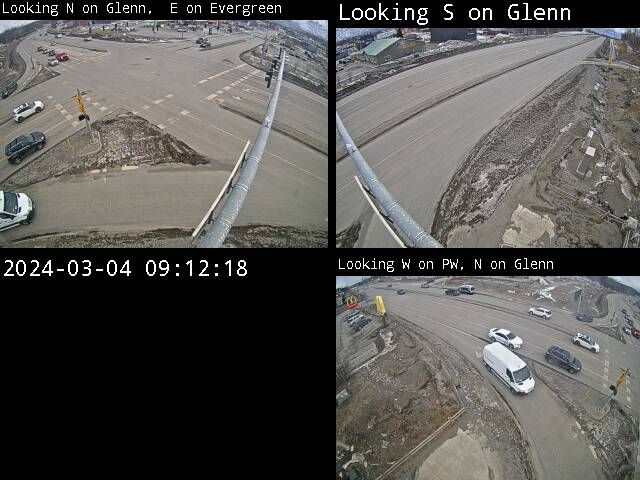 Looking N on Glenn,  E on Evergreen
Looking S on Glenn
2024-03-04 09:12:18
Looking W on PW, N on Glenn